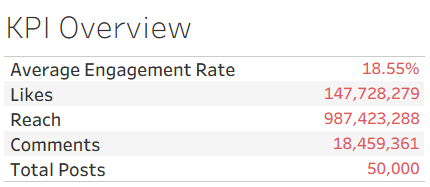 KPI Overview
Average Engagement Rate 18.55%
Likes 147,728,279
Reach 987,423,288
Comments 18,459,361
Total Posts 50,000